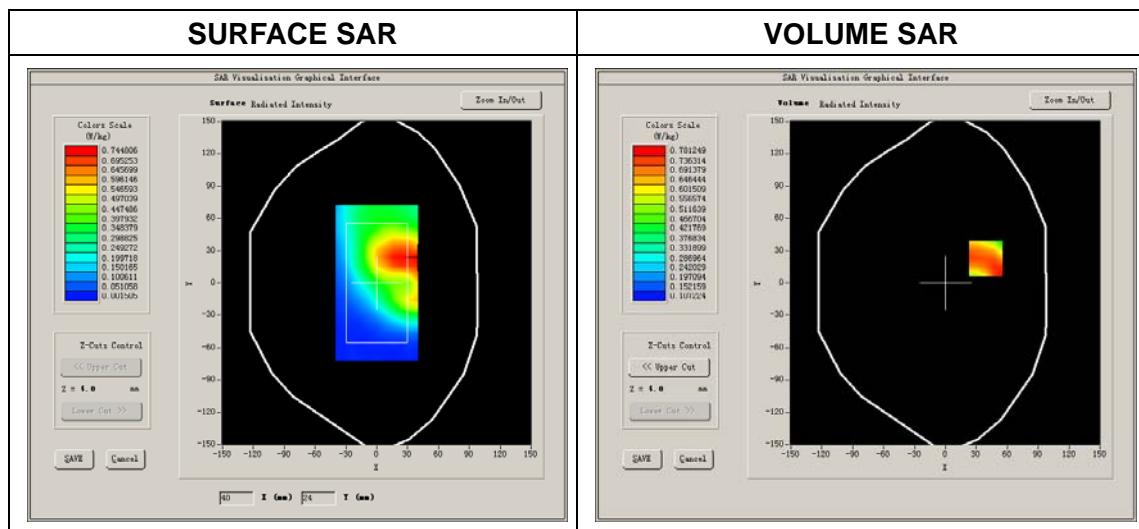 SURFACE SAR
SAR Visualisation Graphical Interface
Surface Radiated Intensity
Zoom In/Out
Colors Scale
(W/kg)
0.744806
0.695253
0.645699
0.596146
0.546593
0.497039
0.447486
0.397932
0.348379
0.298825
0.249272
0.199718
0.150165
0.100611
0.051058
0.001505
Z-Cuts Control
<< Upper Cut
Z = 4.0 mm
Lower Cut >>
SAVE Cancel
150
120
90
60
30
0
-30
-60
-90
-120
-150
Y
-150 -120 -90 -60 -30 0 30 60 90 120 150
X
40 X (mm) 24 Y (mm)
VOLUME SAR
SAR Visualisation Graphical Interface
Volume Radiated Intensity
Zoom In/Out
Colors Scale
(W/kg)
0.781249
0.736314
0.691379
0.646444
0.601509
0.556574
0.511639
0.466704
0.421769
0.376834
0.331899
0.286964
0.242029
0.197094
0.152159
0.107224
Z-Cuts Control
<< Upper Cut
Z = 4.0 mm
Lower Cut >>
SAVE Cancel
150
120
90
60
30
0
-30
-60
-90
-120
-150
Y
-150 -120 -90 -60 -30 0 30 60 90 120 150
X